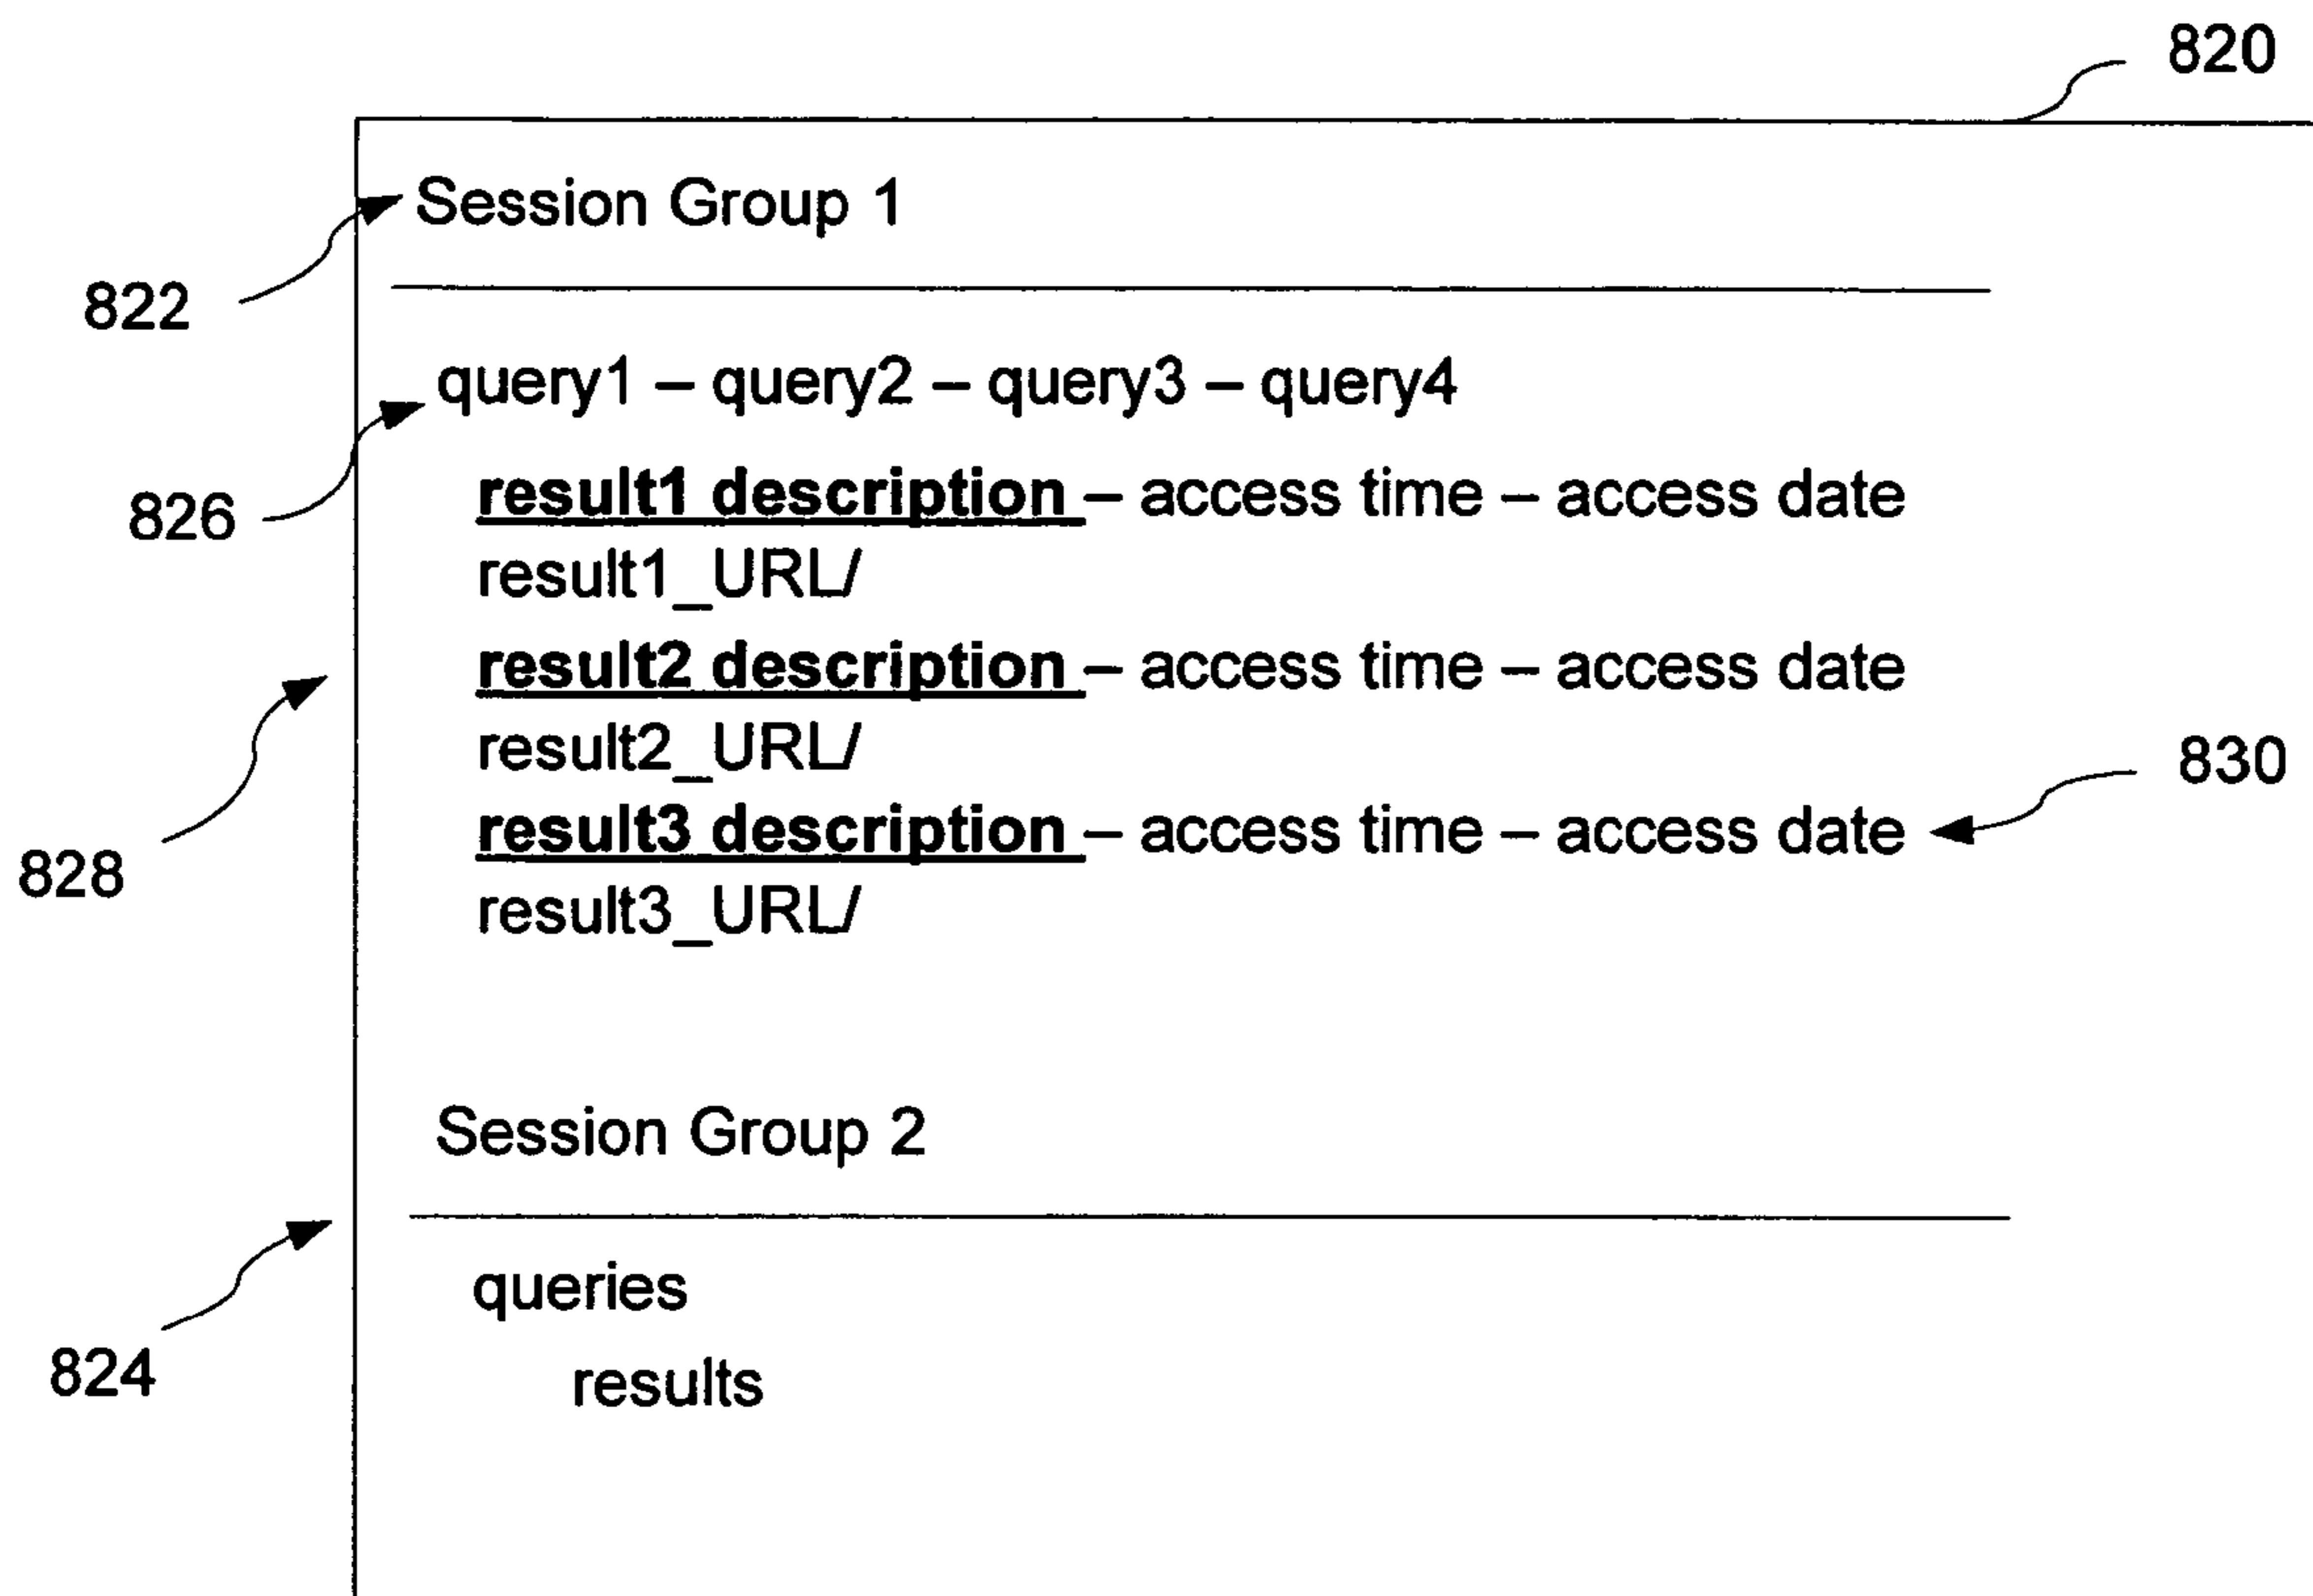 820
Session Group 1
822
query1 – query2 – query3 – query4
826
result1 description – access time – access date
result1_URL/
result2 description – access time – access date
828
result2_URL/
830
result3 description – access time – access date
result3_URL/
Session Group 2
824
queries
results